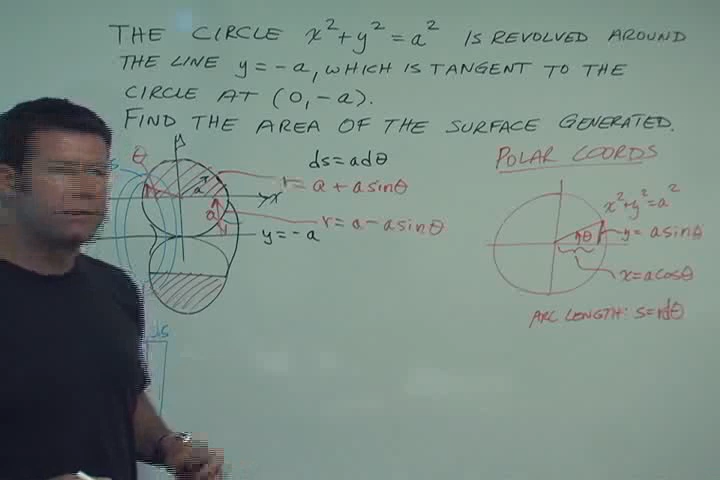 THE CIRCLE x²+y²=a² IS REVOLVED AROUND
THE LINE y=-a, WHICH IS TANGENT TO THE
CIRCLE AT (0,-a).
FIND THE AREA OF THE SURFACE GENERATED.
ds=adθ
POLAR COORDS
θ
a
r=a+asinθ
x
x²+y²=a²
a
r=a-asinθ
y=-a
θ
y=asinθ
x=acosθ
ARC LENGTH: s=rdθ
ds